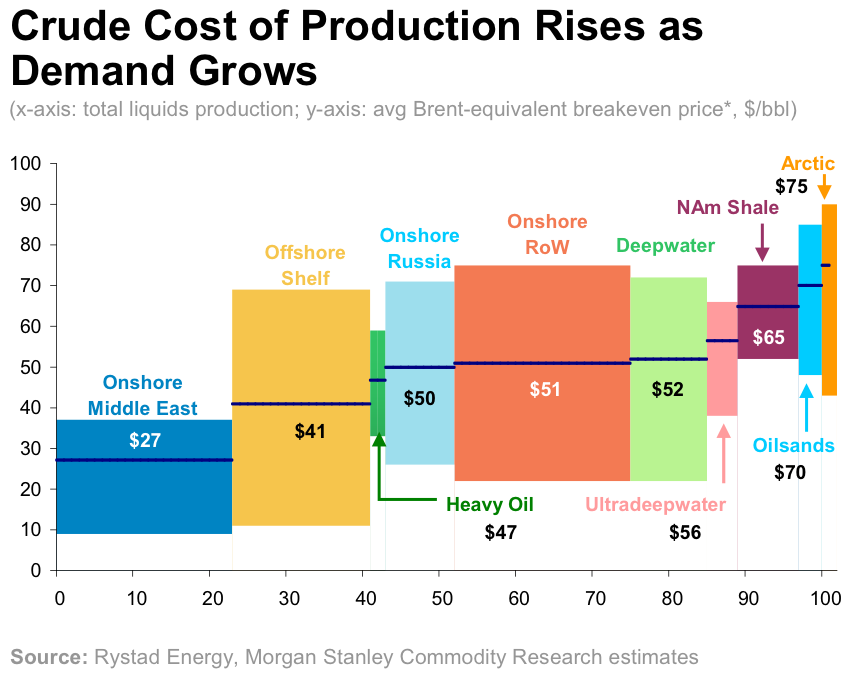 Crude Cost of Production Rises as
Demand Grows
(x-axis: total liquids production; y-axis: avg Brent-equivalent breakeven price*, $/bbl)
100
90
80
70
60
50
40
30
20
10
0
Onshore
Middle East
$27
Offshore
Shelf
$41
Heavy Oil
$47
Onshore
Russia
$50
Onshore
RoW
$51
Deepwater
$52
Ultradeepwater
$56
NAm Shale
$65
Oilsands
$70
Arctic
$75
0 10 20 30 40 50 60 70 80 90 100
Source: Rystad Energy, Morgan Stanley Commodity Research estimates